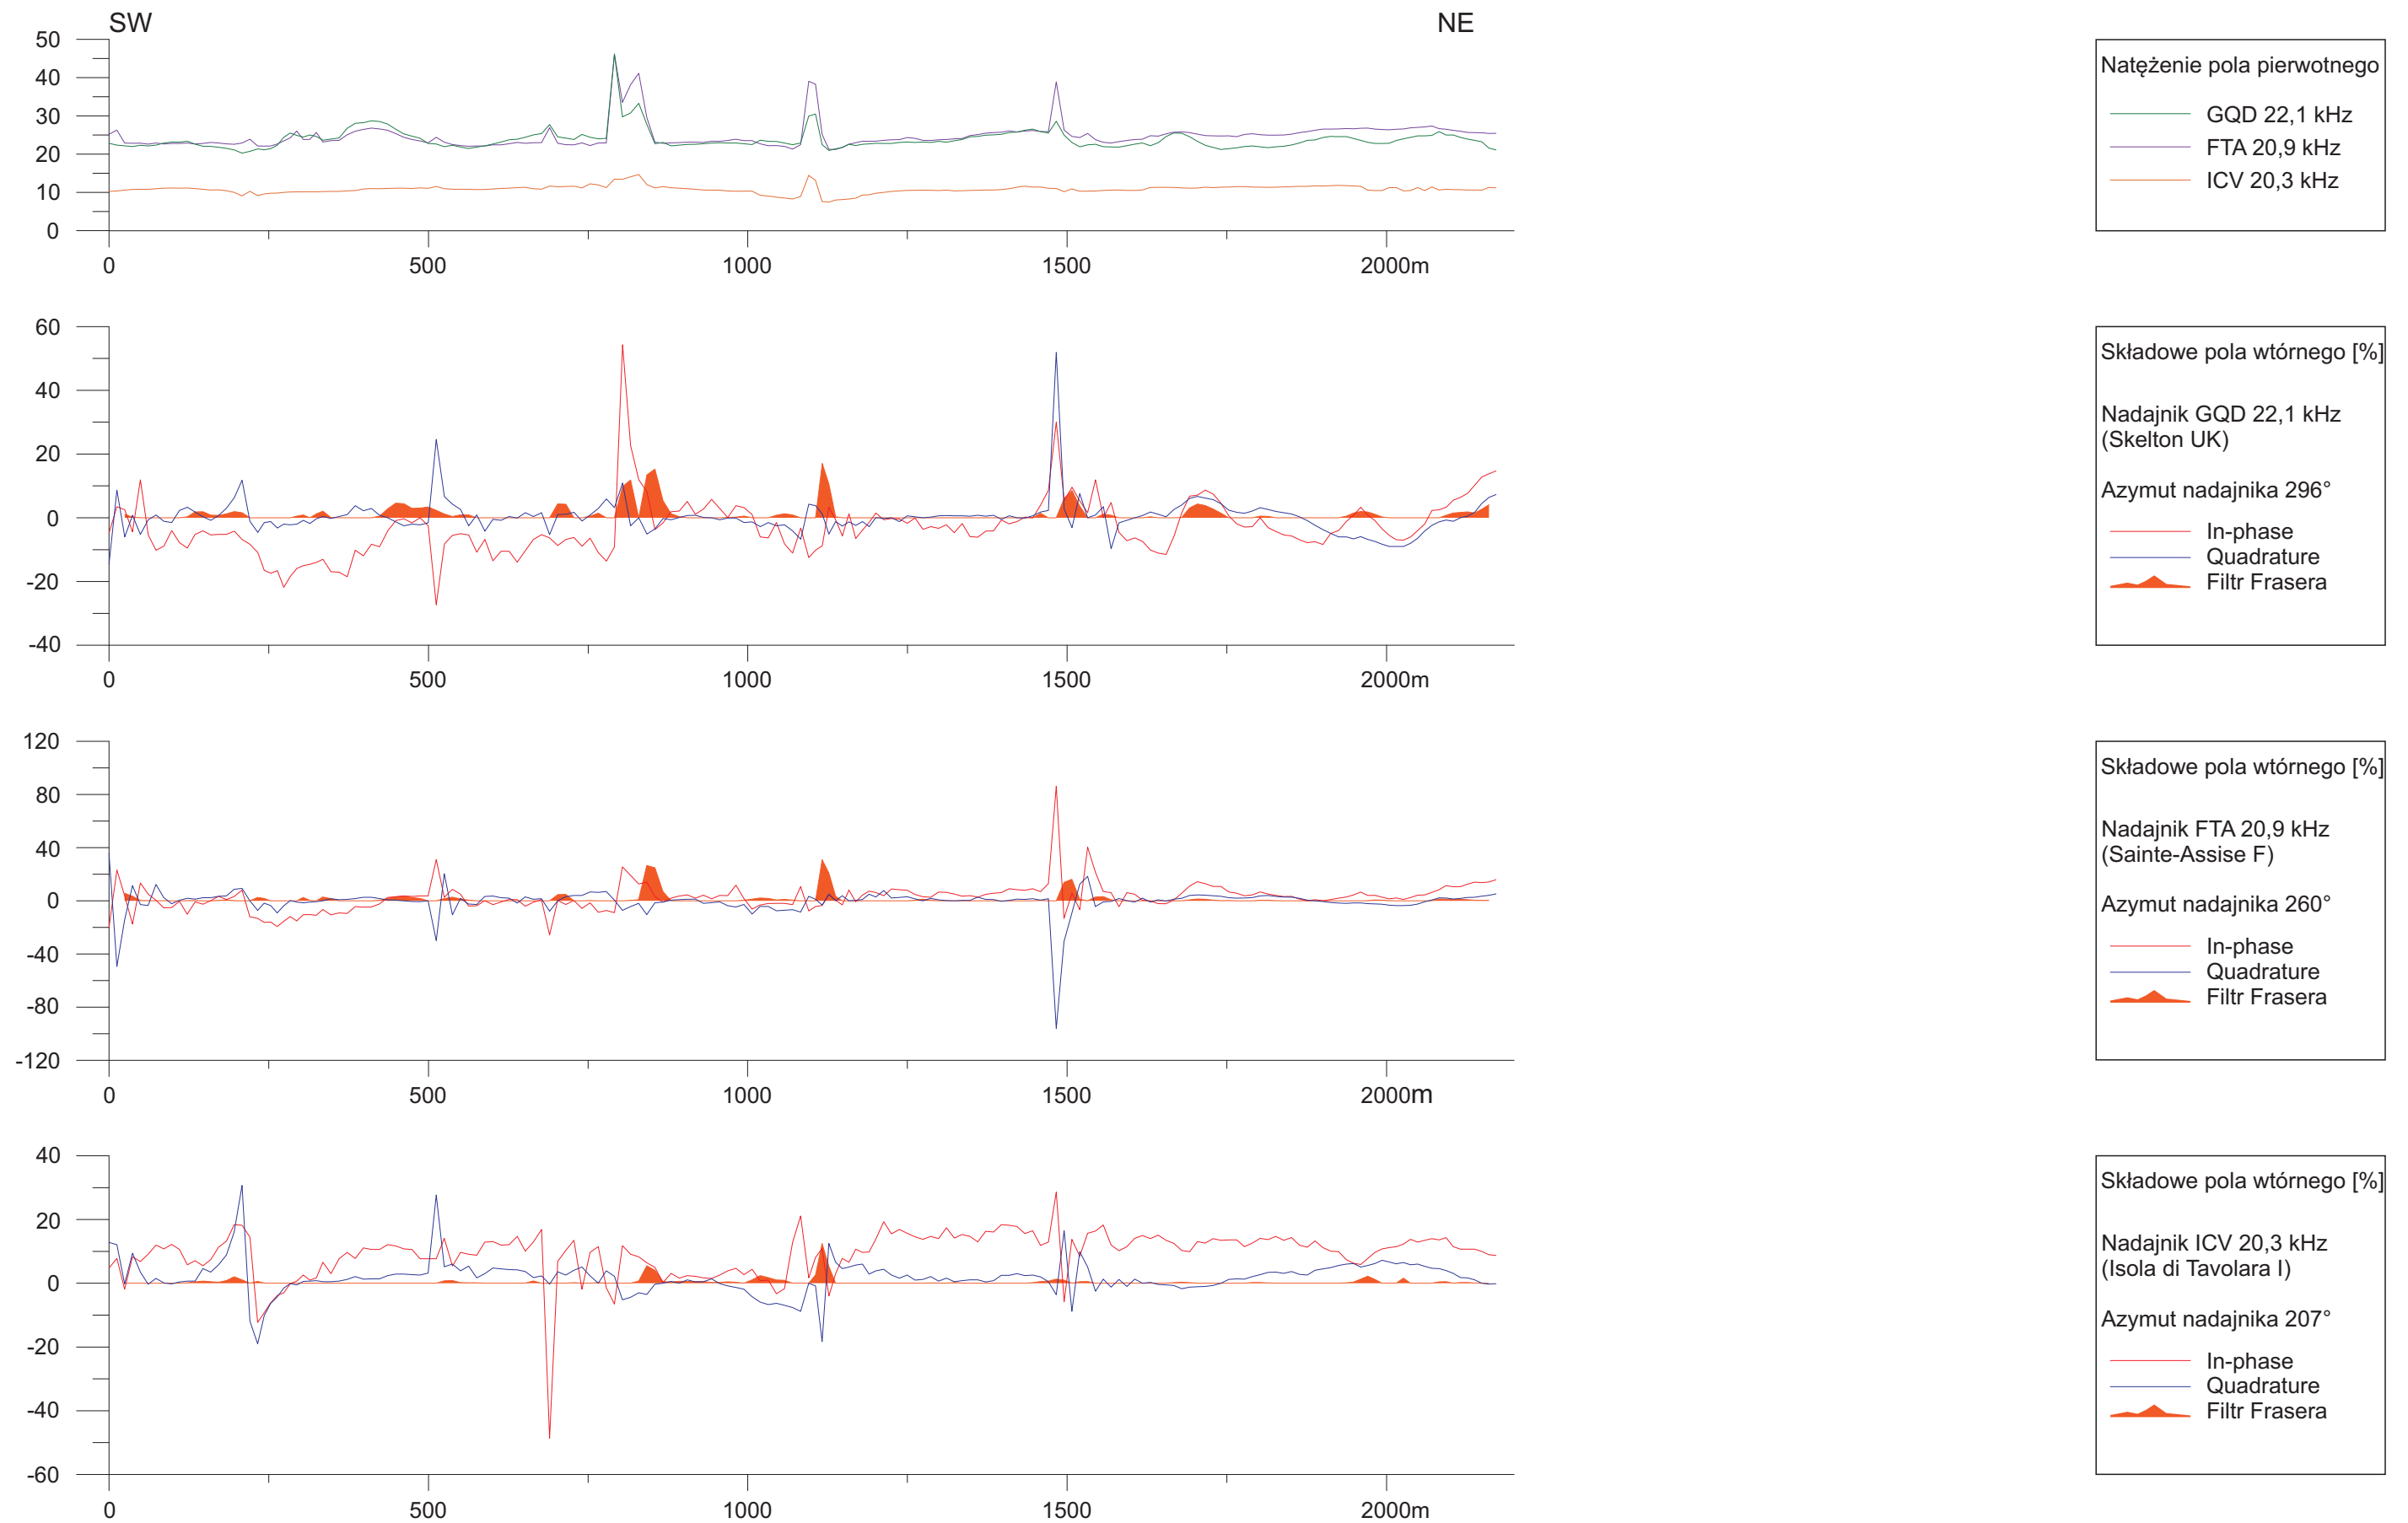 SW NE
50
40
30
20
10
0
0 500 1000 1500 2000m
Natężenie pola pierwotnego
GQD 22,1 kHz
FTA 20,9 kHz
ICV 20,3 kHz
60
40
20
0
-20
-40
0 500 1000 1500 2000m
Składowe pola wtórnego [%]
Nadajnik GQD 22,1 kHz
(Skelton UK)
Azymut nadajnika 296°
In-phase
Quadrature
Filtr Frasera
120
80
40
0
-40
-80
-120
0 500 1000 1500 2000m
Składowe pola wtórnego [%]
Nadajnik FTA 20,9 kHz
(Sainte-Assise F)
Azymut nadajnika 260°
In-phase
Quadrature
Filtr Frasera
40
20
0
-20
-40
-60
0 500 1000 1500 2000m
Składowe pola wtórnego [%]
Nadajnik ICV 20,3 kHz
(Isola di Tavolara I)
Azymut nadajnika 207°
In-phase
Quadrature
Filtr Frasera